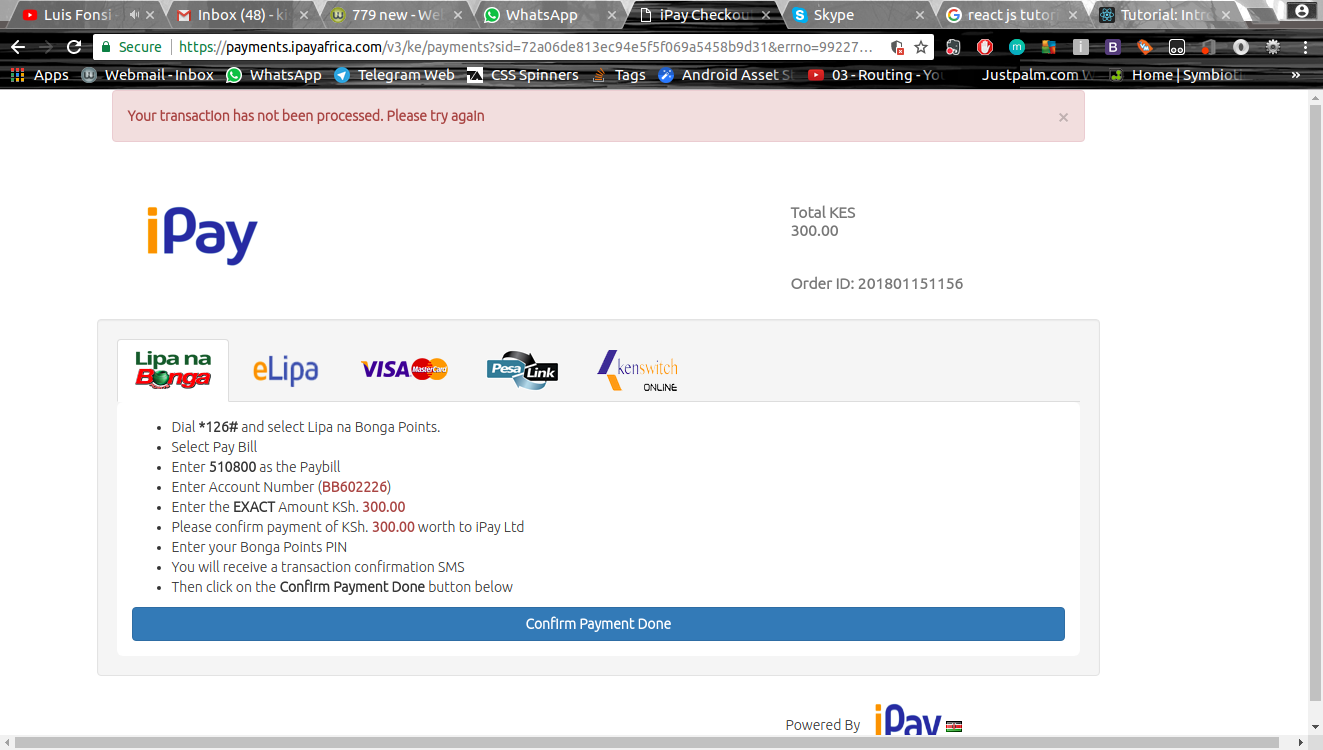 Luis Fonsi
Inbox (48) - ki
779 new - We
WhatsApp
iPay Checkou
Skype
react js tutor
Tutorial: Intro
Secure
https://payments.ipayafrica.com/v3/ke/payments?sid=72a06de813ec94e5f5f069a5458b9d31&errno=99227...
Apps
Webmail - Inbox
WhatsApp
Telegram Web
CSS Spinners
Tags
Android Asset S
03 - Routing - You
Justpalm.com W
Home | Symbioti
»
Your transaction has not been processed. Please try again
×
iPay
Total KES
300.00
Order ID: 201801151156
Lipa na
Bonga
eLipa
VISA MasterCard
Pesa Link
kenswitch
ONLINE
Dial *126# and select Lipa na Bonga Points.
Select Pay Bill
Enter 510800 as the Paybill
Enter Account Number (BB602226)
Enter the EXACT Amount KSh. 300.00
Please confirm payment of KSh. 300.00 worth to iPay Ltd
Enter your Bonga Points PIN
You will receive a transaction confirmation SMS
Then click on the Confirm Payment Done button below
Confirm Payment Done
Powered By iPay